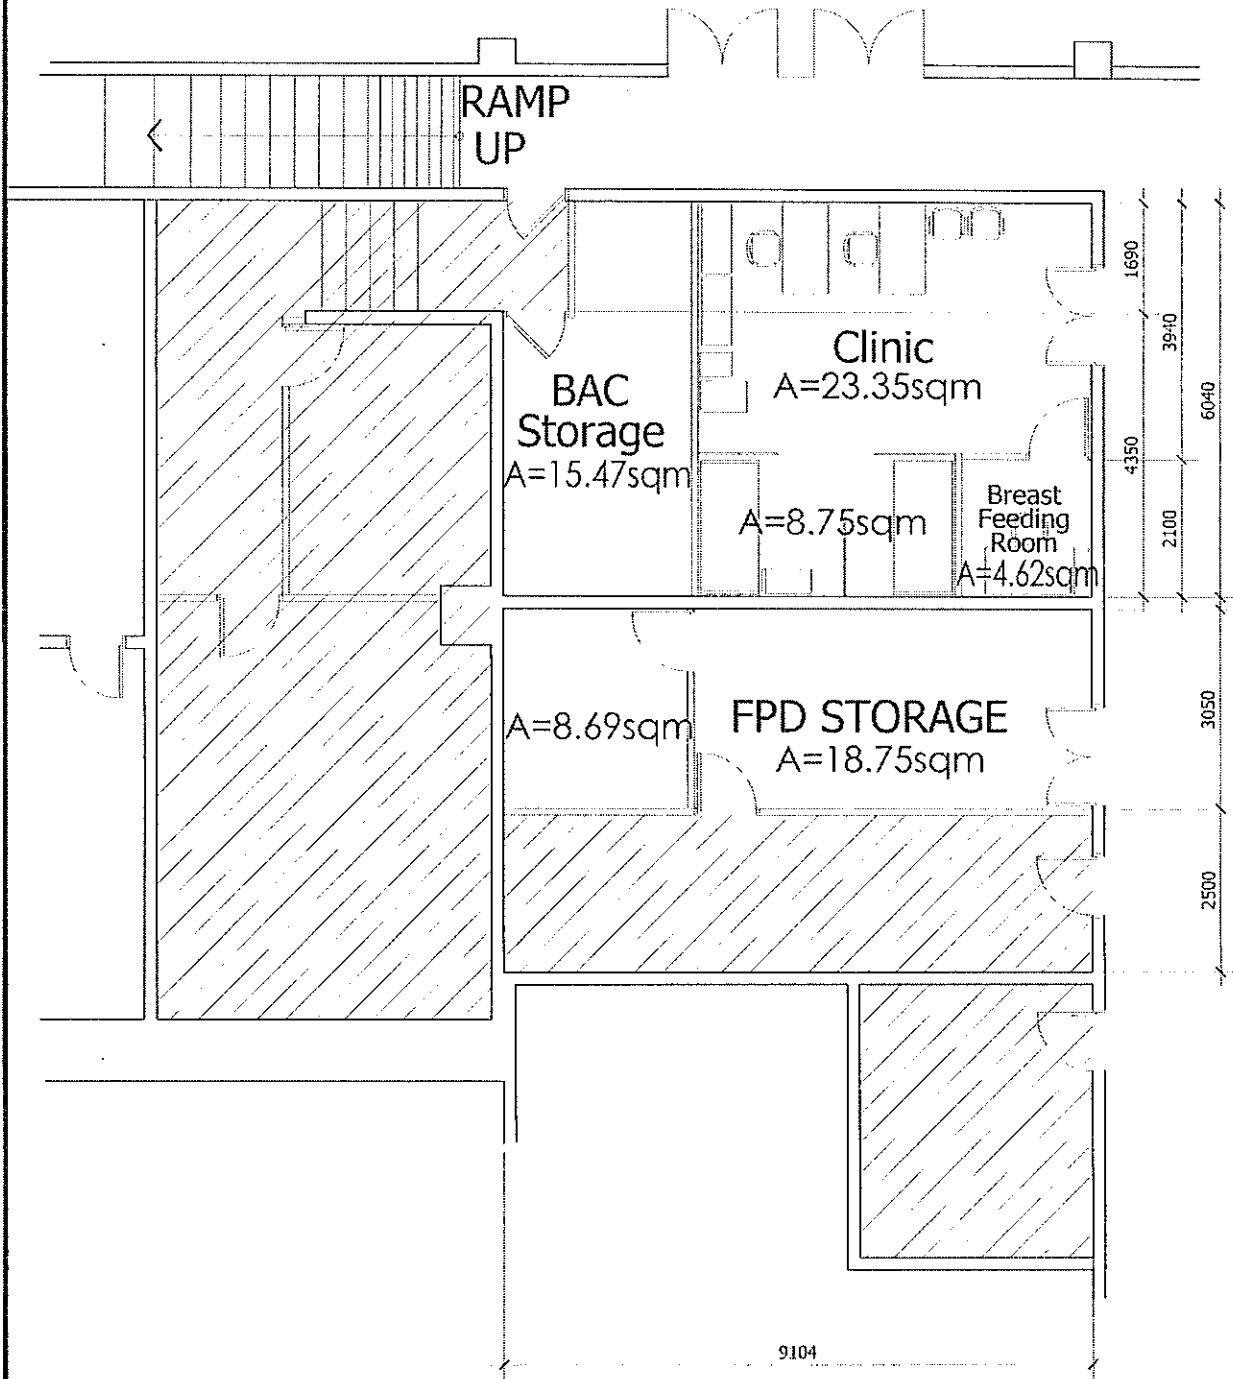 RAMP
UP
1690
3940
6040
4350
2100
Clinic
A=23.35sqm
BAC
Storage
A=15.47sqm
A=8.75sqm
Breast
Feeding
Room
A=4.62sqm
A=8.69sqm
FPD STORAGE
A=18.75sqm
3050
2500
9104